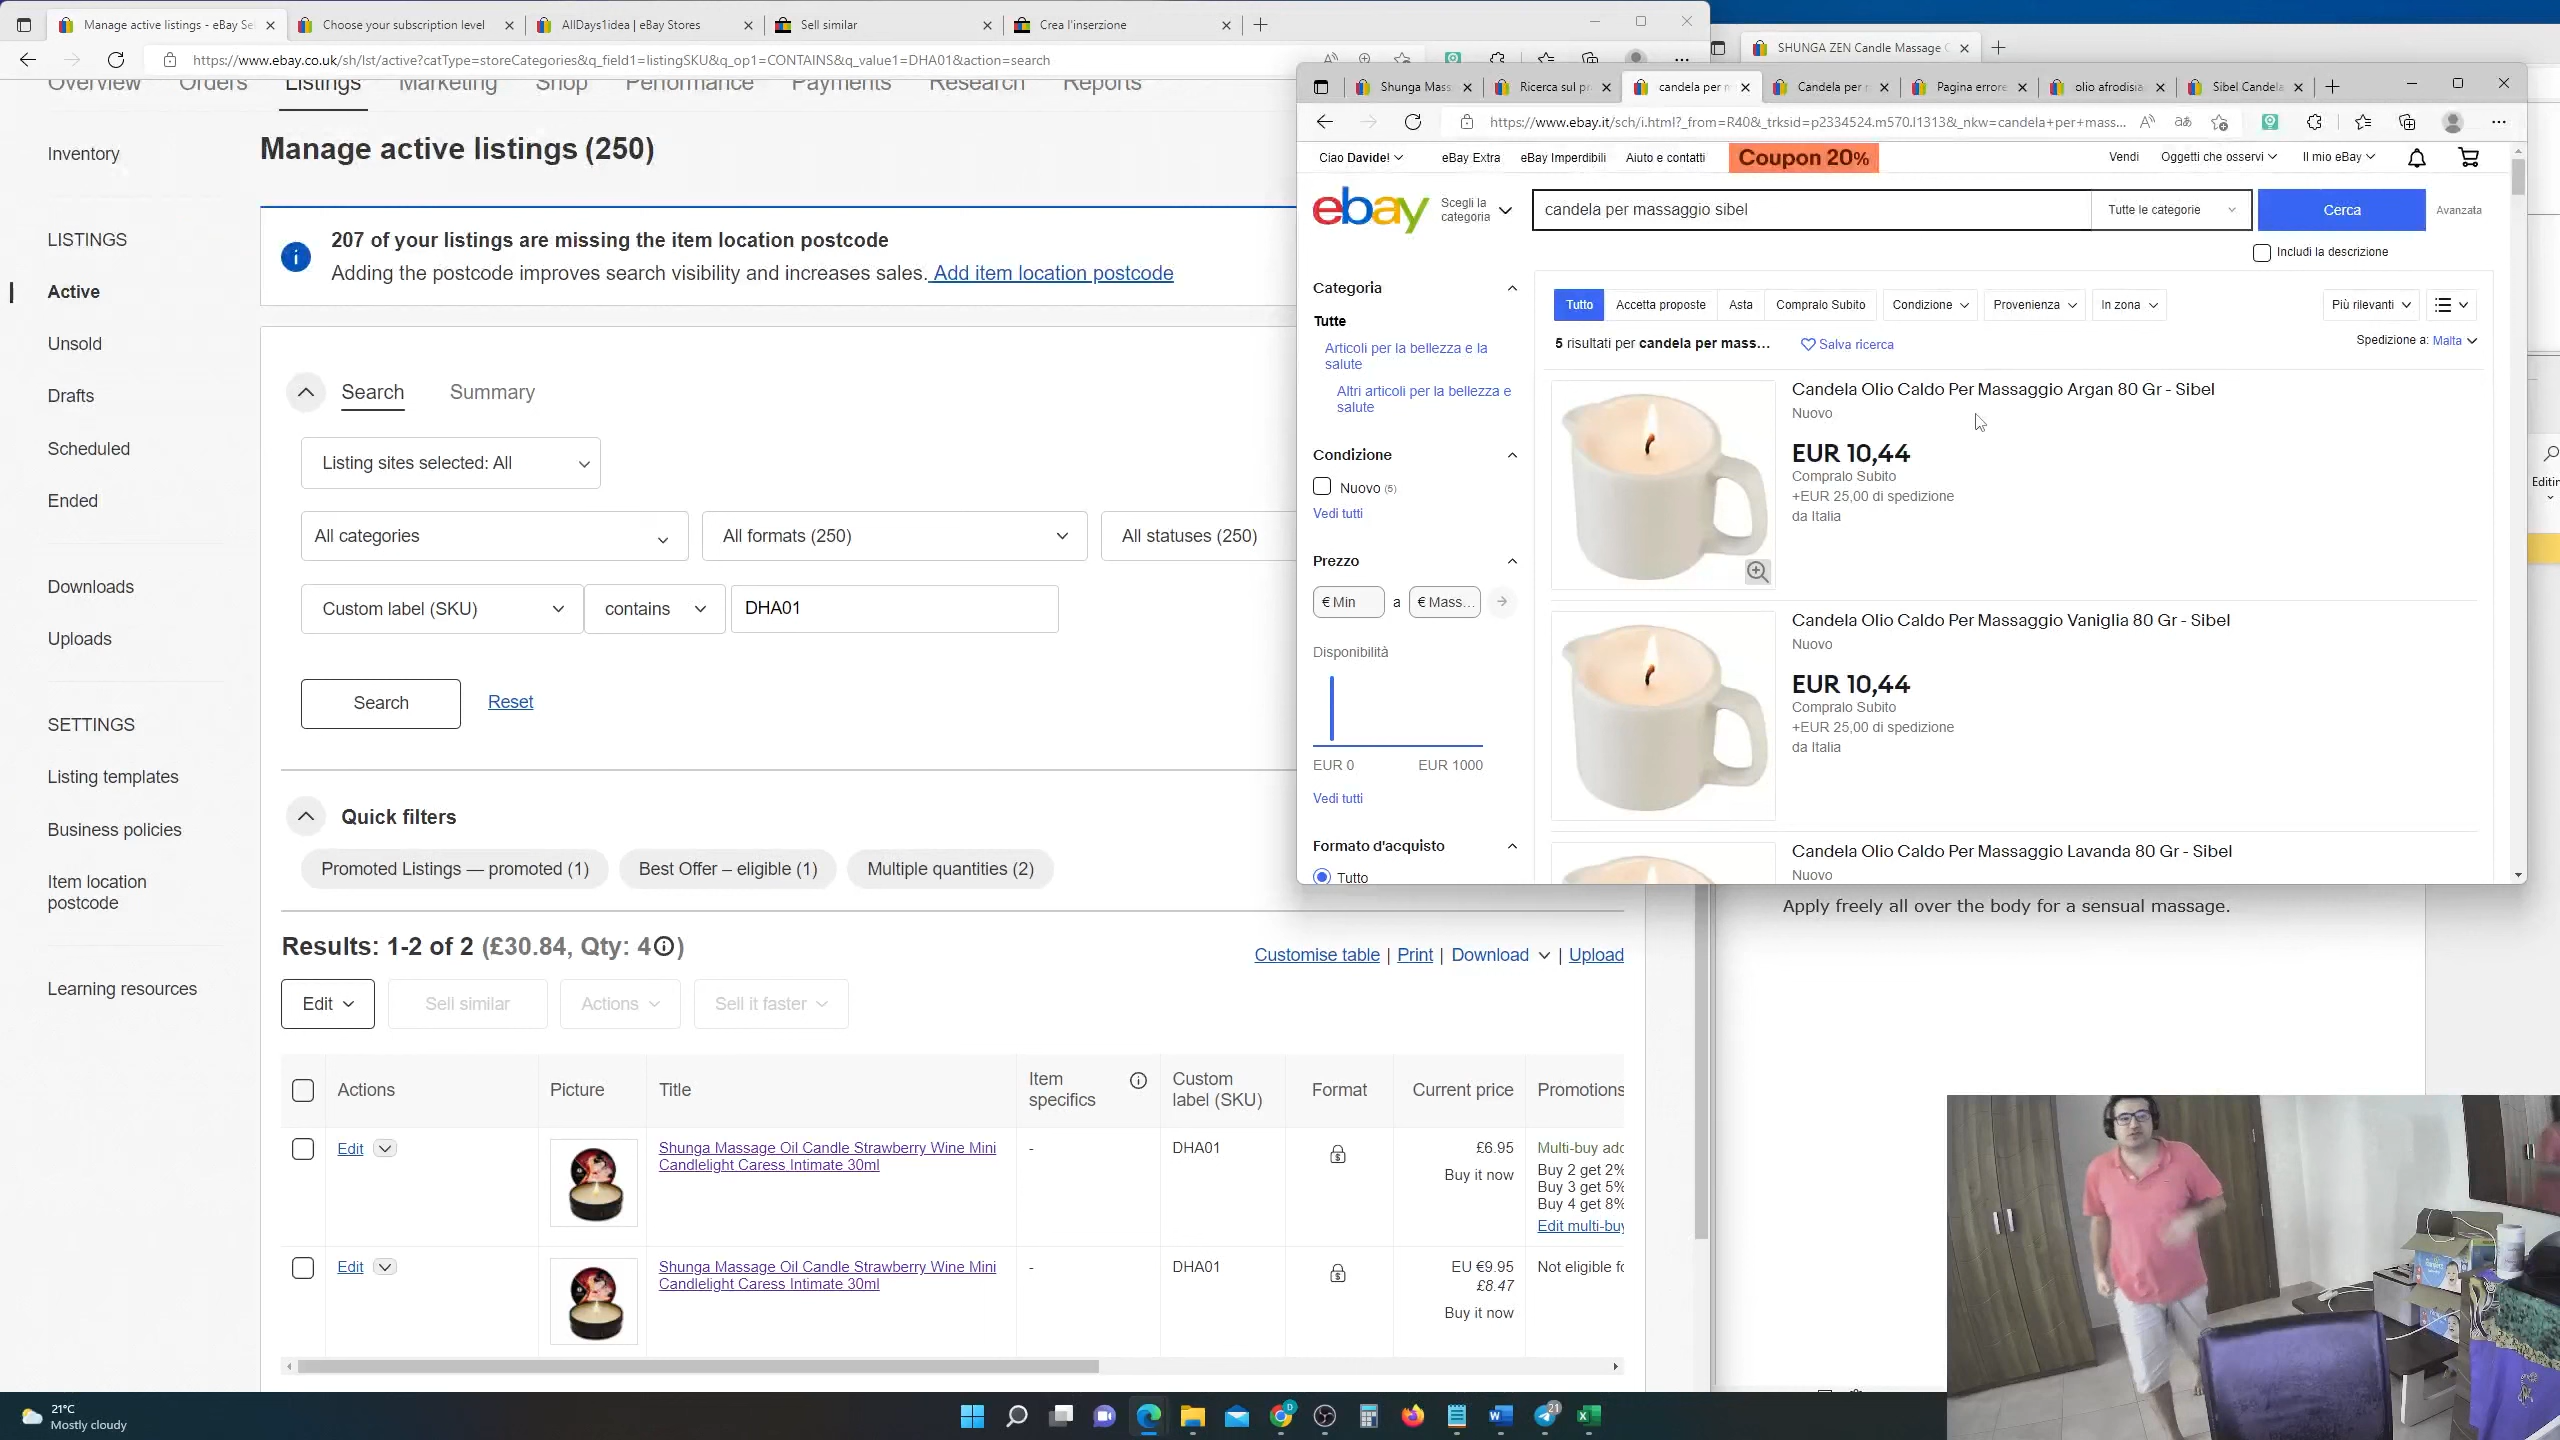 Manage active listings - eBay Se
Choose your subscription level
AllDays1idea | eBay Stores
Sell similar
Crea l'inserzione
https://www.ebay.co.uk/sh/lst/active?catType=storeCategories&q_field1=listingSKU&q_op1=CONTAINS&q_value1=DHA01&action=search
Overview
Orders
Listings
Marketing
Shop
Performance
Payments
Research
Reports
Inventory
LISTINGS
Active
Unsold
Drafts
Scheduled
Ended
Downloads
Uploads
SETTINGS
Listing templates
Business policies
Item location
postcode
Learning resources
Manage active listings (250)
207 of your listings are missing the item location postcode
Adding the postcode improves search visibility and increases sales. Add item location postcode
Search
Summary
Listing sites selected: All
All categories
All formats (250)
All statuses (250)
Custom label (SKU)
contains
DHA01
Search
Reset
Quick filters
Promoted Listings — promoted (1)
Best Offer – eligible (1)
Multiple quantities (2)
Results: 1-2 of 2 (£30.84, Qty: 4)
Customise table | Print | Download | Upload
Edit
Sell similar
Actions
Sell it faster
Actions
Picture
Title
Item
specifics
Custom
label (SKU)
Format
Current price
Promotions
Edit
Shunga Massage Oil Candle Strawberry Wine Mini
Candlelight Caress Intimate 30ml
-
DHA01
£6.95
Buy it now
Multi-buy add
Buy 2 get 2%
Buy 3 get 5%
Buy 4 get 8%
Edit multi-buy
Edit
Shunga Massage Oil Candle Strawberry Wine Mini
Candlelight Caress Intimate 30ml
-
DHA01
EU €9.95
£8.47
Buy it now
Not eligible fo
SHUNGA ZEN Candle Massage
Shunga Mass
Ricerca sul pr
candela per m
Candela per
Pagina errore
olio afrodisia
Sibel Candela
https://www.ebay.it/sch/i.html?_from=R40&_trksid=p2334524.m570.l1313&_nkw=candela+per+mass...
Ciao Davide!
eBay Extra
eBay Imperdibili
Aiuto e contatti
Coupon 20%
Vendi
Oggetti che osservi
Il mio eBay
ebay
Scegli la
categoria
candela per massaggio sibel
Tutte le categorie
Cerca
Avanzata
Includi la descrizione
Categoria
Tutte
Articoli per la bellezza e la
salute
Altri articoli per la bellezza e
salute
Condizione
Nuovo (5)
Vedi tutti
Prezzo
€ Min
a
€ Mass...
Disponibilità
EUR 0
EUR 1000
Vedi tutti
Formato d'acquisto
Tutto
Tutto
Accetta proposte
Asta
Compralo Subito
Condizione
Provenienza
In zona
Più rilevanti
5 risultati per candela per mass...
Salva ricerca
Spedizione a: Malta
Candela Olio Caldo Per Massaggio Argan 80 Gr - Sibel
Nuovo
EUR 10,44
Compralo Subito
+EUR 25,00 di spedizione
da Italia
Candela Olio Caldo Per Massaggio Vaniglia 80 Gr - Sibel
Nuovo
EUR 10,44
Compralo Subito
+EUR 25,00 di spedizione
da Italia
Candela Olio Caldo Per Massaggio Lavanda 80 Gr - Sibel
Nuovo
Editin
Apply freely all over the body for a sensual massage.
21°C
Mostly cloudy
21